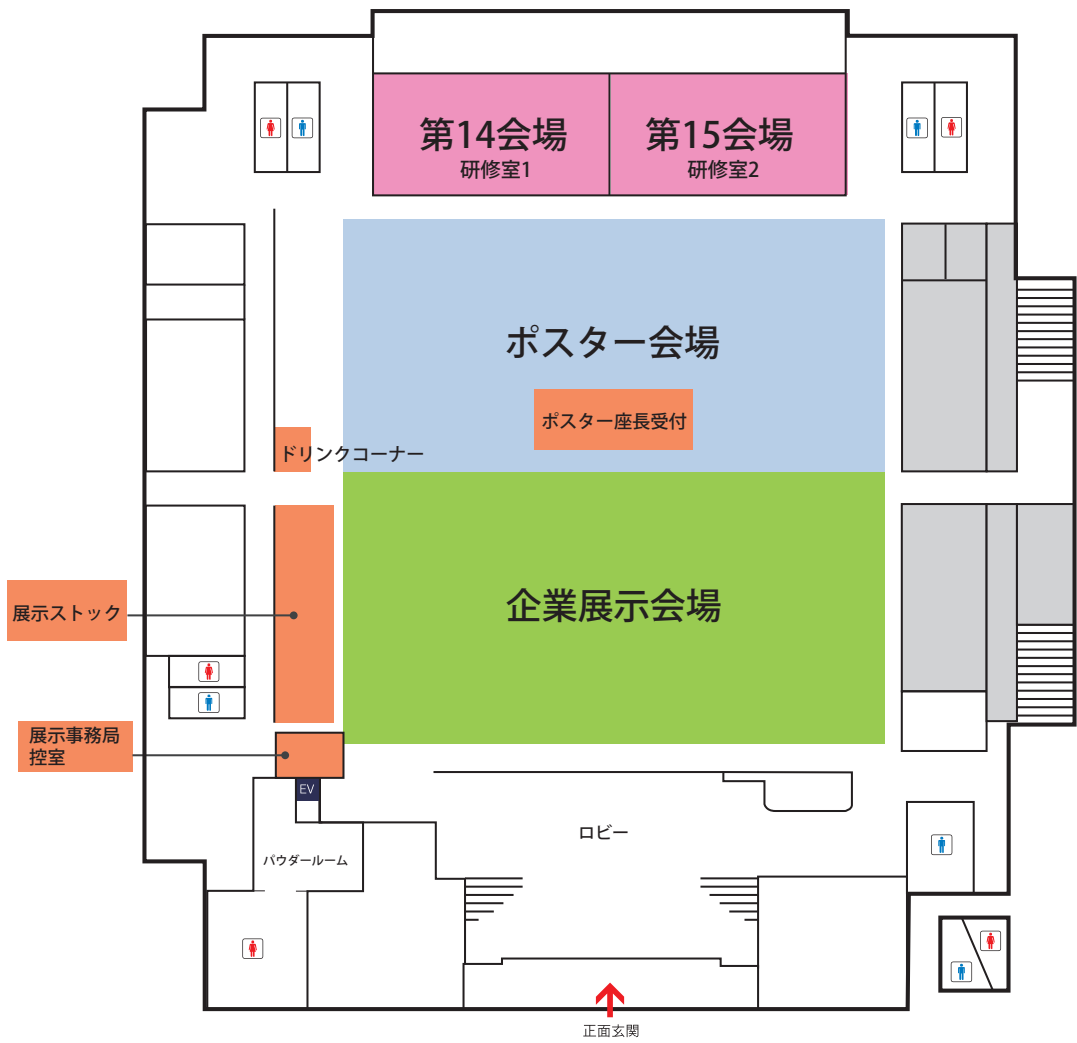 第14会場
研修室1
第15会場
研修室2
ポスター会場
ポスター座長受付
ドリンクコーナー
企業展示会場
展示ストック
展示事務局
控室
EV
ロビー
パウダールーム
正面玄関